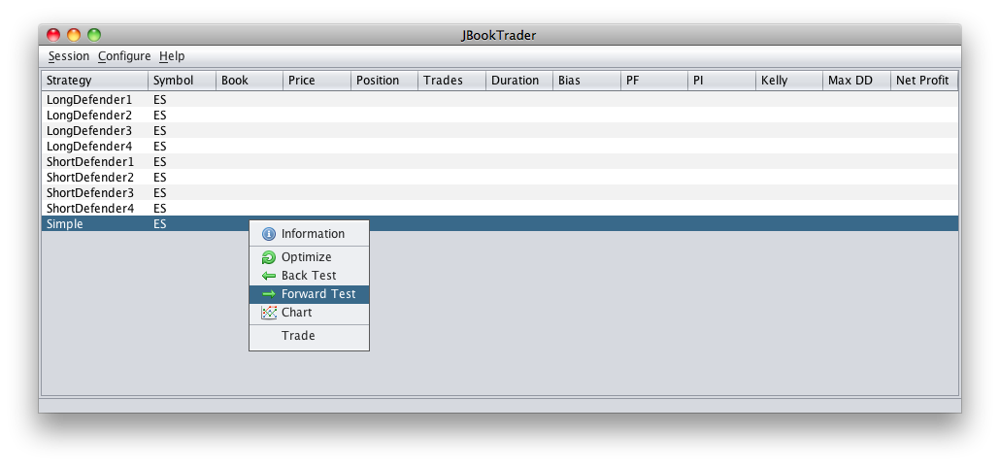 JBookTrader
Session Configure Help
Strategy Symbol Book Price Position Trades Duration Bias PF PI Kelly Max DD Net Profit
LongDefender1 ES
LongDefender2 ES
LongDefender3 ES
LongDefender4 ES
ShortDefender1 ES
ShortDefender2 ES
ShortDefender3 ES
ShortDefender4 ES
Simple ES
Information
Optimize
Back Test
Forward Test
Chart
Trade